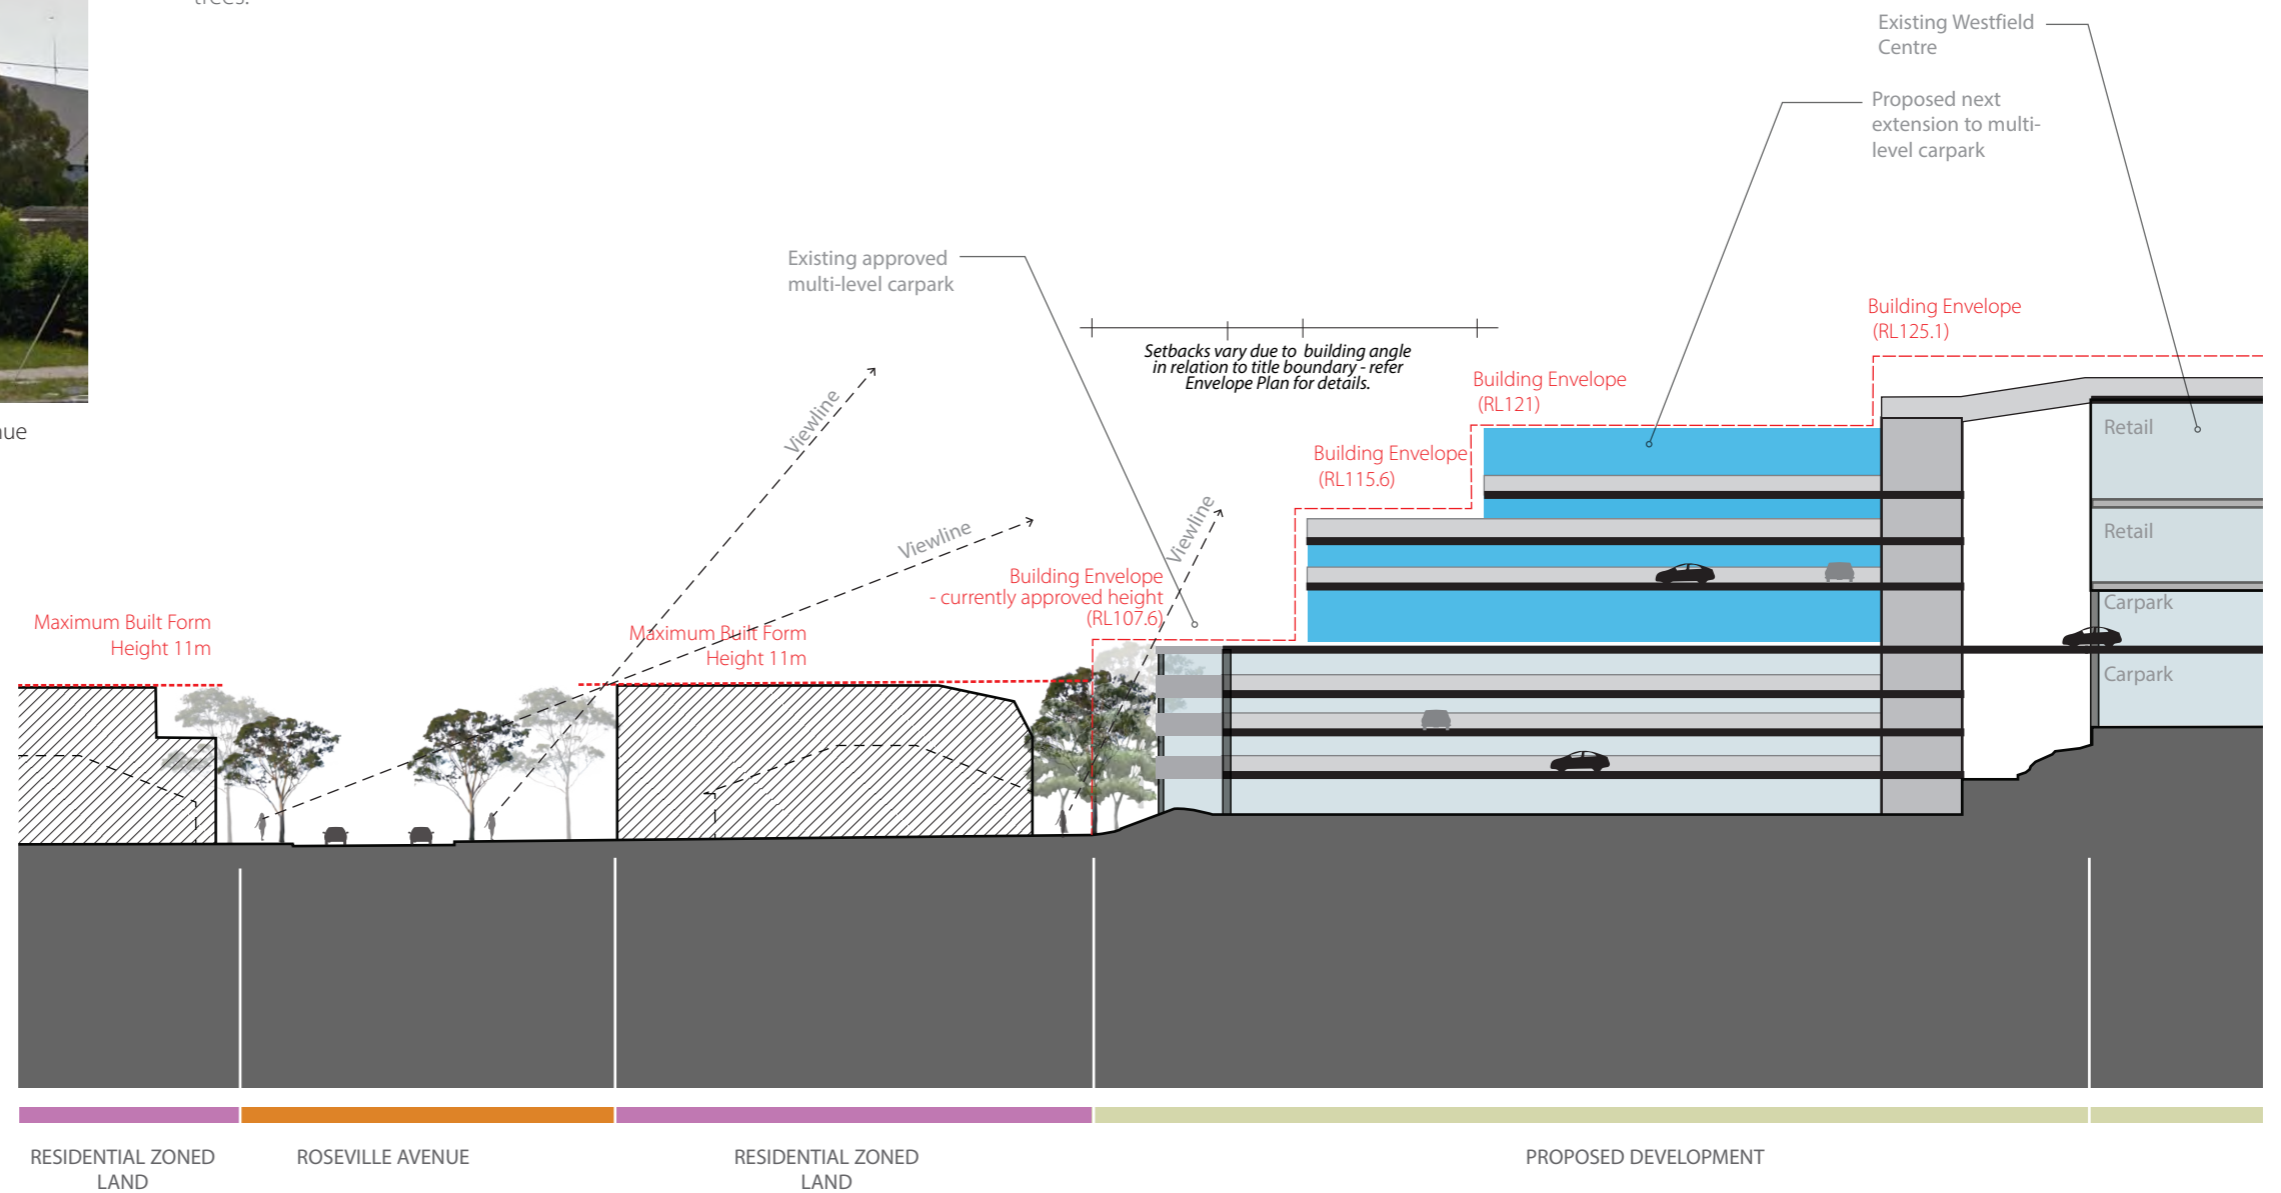 trees.
nue
Existing Westfield
Centre
Proposed next
extension to multi-
level carpark
Existing approved
multi-level carpark
Setbacks vary due to building angle
in relation to title boundary - refer
Envelope Plan for details.
Building Envelope
(RL125.1)
Building Envelope
(RL121)
Building Envelope
(RL115.6)
Building Envelope
- currently approved height
(RL107.6)
Viewline
Viewline
Viewline
Maximum Built Form
Height 11m
Maximum Built Form
Height 11m
Retail
Retail
Carpark
Carpark
RESIDENTIAL ZONED
LAND
ROSEVILLE AVENUE
RESIDENTIAL ZONED
LAND
PROPOSED DEVELOPMENT